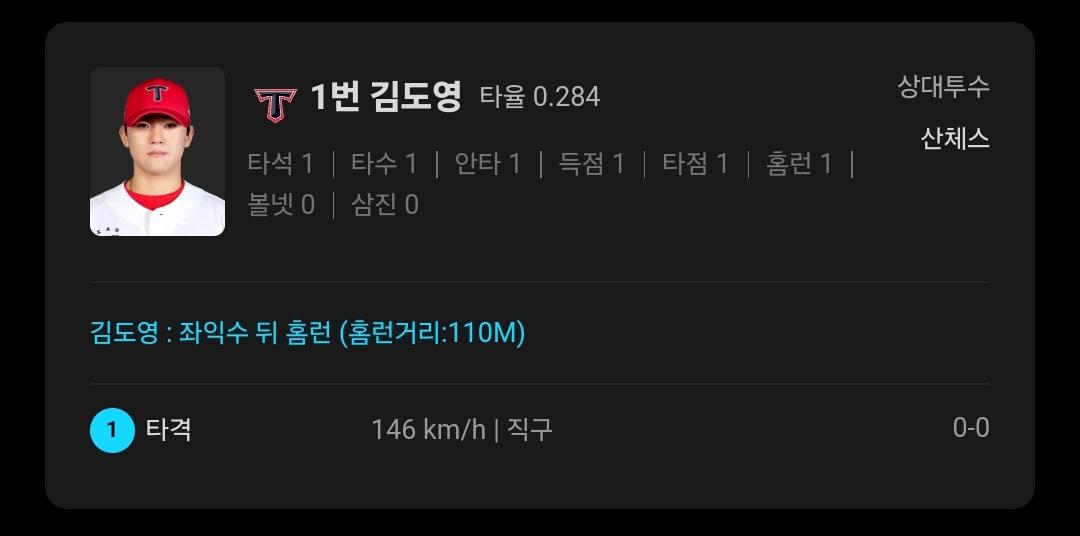 1번 김도영 타율 0.284
상대투수
산체스
타석 1 | 타수 1 | 안타 1 | 득점 1 | 타점 1 | 홈런 1 |
볼넷 0 | 삼진 0
김도영 : 좌익수 뒤 홈런 (홈런거리:110M)
1 타격 146 km/h | 직구 0-0